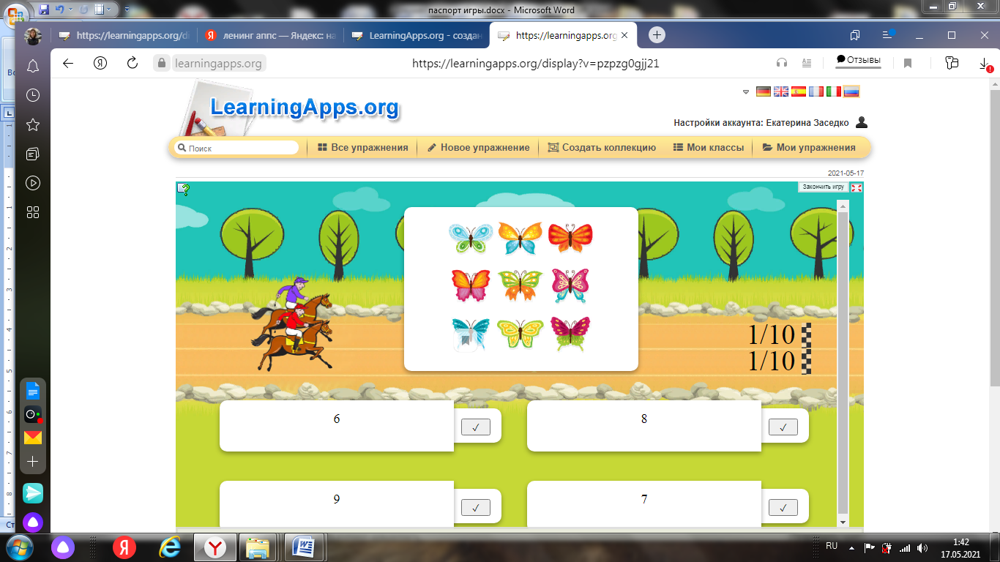 паспорт игры.docx - Microsoft Word
https://learningapps.org/di
ленинг аппс — Яндекс: на
LearningApps.org - создан
https://learningapps.org
learningapps.org
https://learningapps.org/display?v=pzpzg0gjj21
Отзывы
LearningApps.org
Настройки аккаунта: Екатерина Заседко
Поиск
Все упражнения
Новое упражнение
Создать коллекцию
Мои классы
Мои упражнения
2021-05-17
Закончить игру
1/10
1/10
6
8
9
7
RU
1:42
17.05.2021